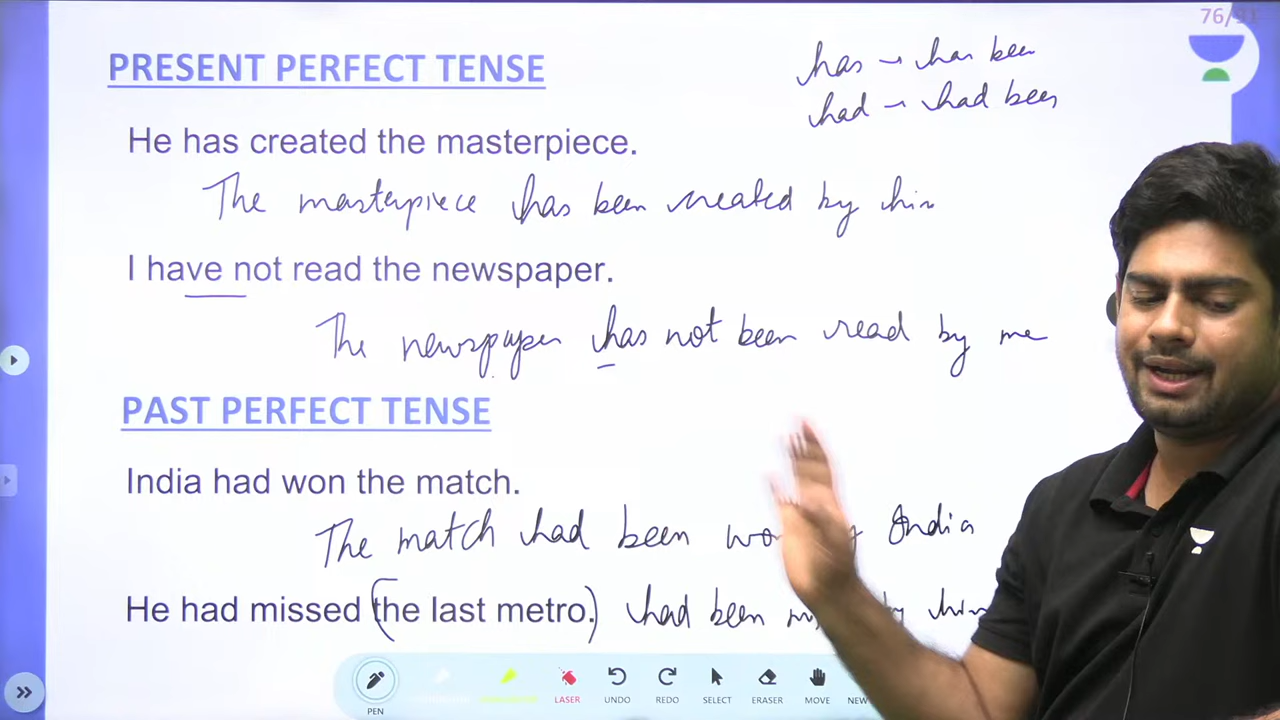 76/91
PRESENT PERFECT TENSE
has → has been
had → had been
He has created the masterpiece.
The masterpiece has been created by him
I have not read the newspaper.
The newspaper has not been read by me
PAST PERFECT TENSE
India had won the match.
The match had been India
He had missed (the last metro.) had been by him
PEN
LASER
UNDO
REDO
SELECT
ERASER
MOVE
NEW